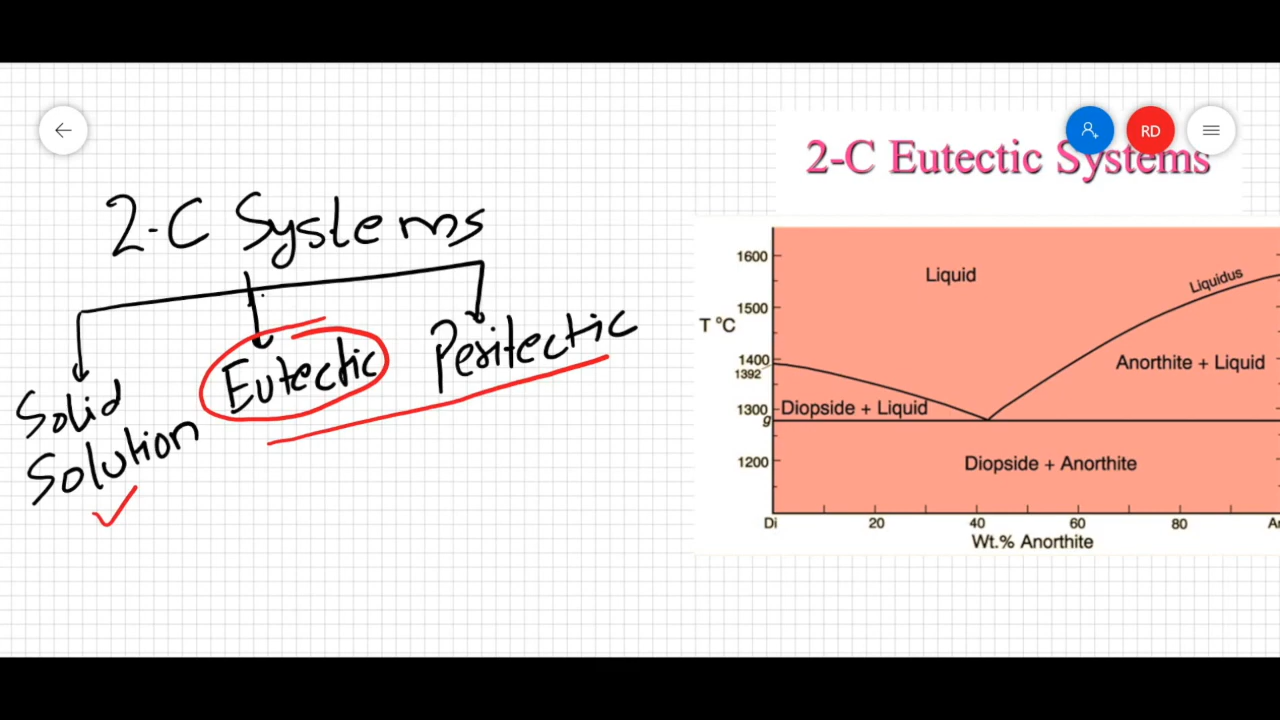 2-C Systems
Solid
Solution
Eutectic
Peritectic
RD
2-C Eutectic Systems
1600
1500
T °C
1400
1392
1300
g
1200
Liquid
Liquidus
Anorthite + Liquid
Diopside + Liquid
Diopside + Anorthite
Di 20 40 60 80 An
Wt.% Anorthite